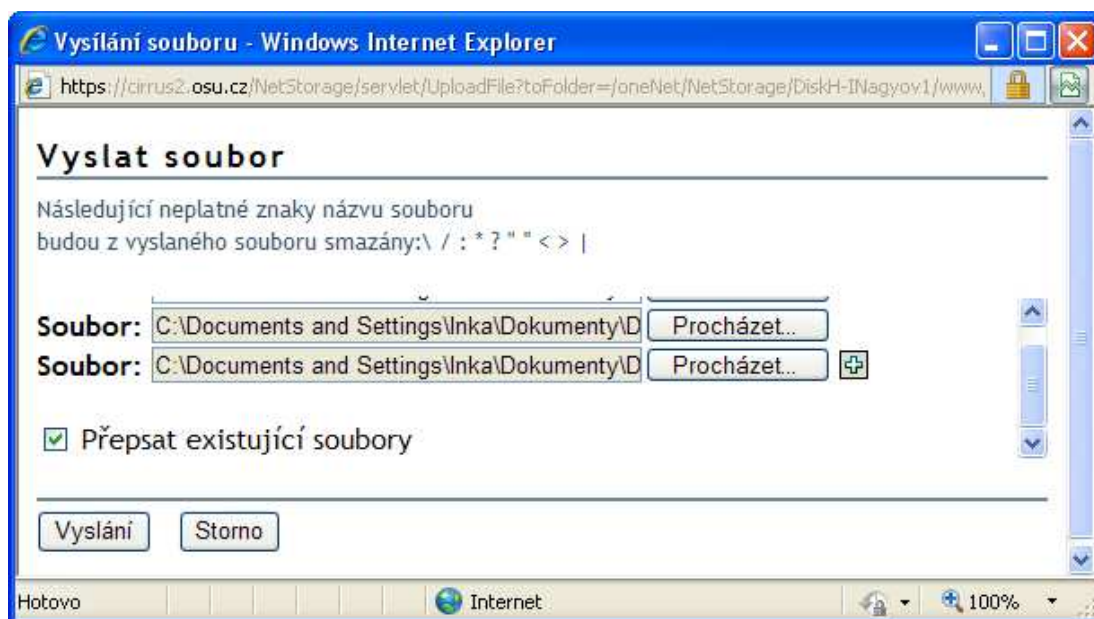 Vysílání souboru - Windows Internet Explorer
https://cirrus2.osu.cz/NetStorage/servlet/UploadFile?toFolder=/oneNet/NetStorage/DiskH-INagyov1/www,
Vyslat soubor
Následující neplatné znaky názvu souboru
budou z vyslaného souboru smazány:\ / : * ? " " < > |
Soubor: C:\Documents and Settings\Inka\Dokumenty\D Procházet...
Soubor: C:\Documents and Settings\Inka\Dokumenty\D Procházet...
Přepsat existující soubory
Vyslání Storno
Hotovo Internet 100%